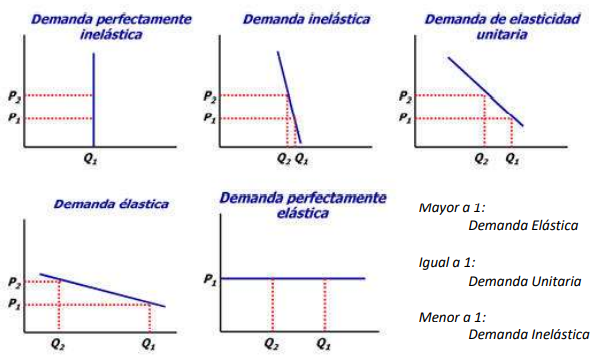 Demanda perfectamente
inelástica
P₂
P₁
Q₁
Demanda inelástica
P₂
P₁
Q₂ Q₁
Demanda de elasticidad
unitaria
P₂
P₁
Q₂ Q₁
Demanda élastica
P₂
P₁
Q₂ Q₁
Demanda perfectamente
elástica
P₁
Q₂ Q₁
Mayor a 1:
Demanda Elástica
Igual a 1:
Demanda Unitaria
Menor a 1:
Demanda Inelástica